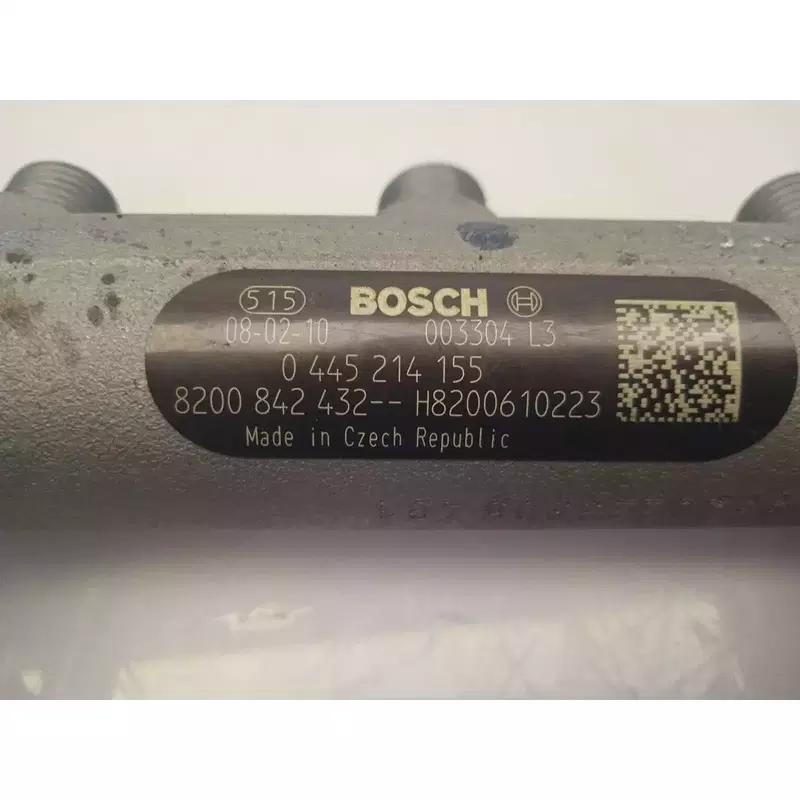 515 BOSCH
08-02-10 003304 L3
0 445 214 155
8200 842 432-- H8200610223
Made in Czech Republic